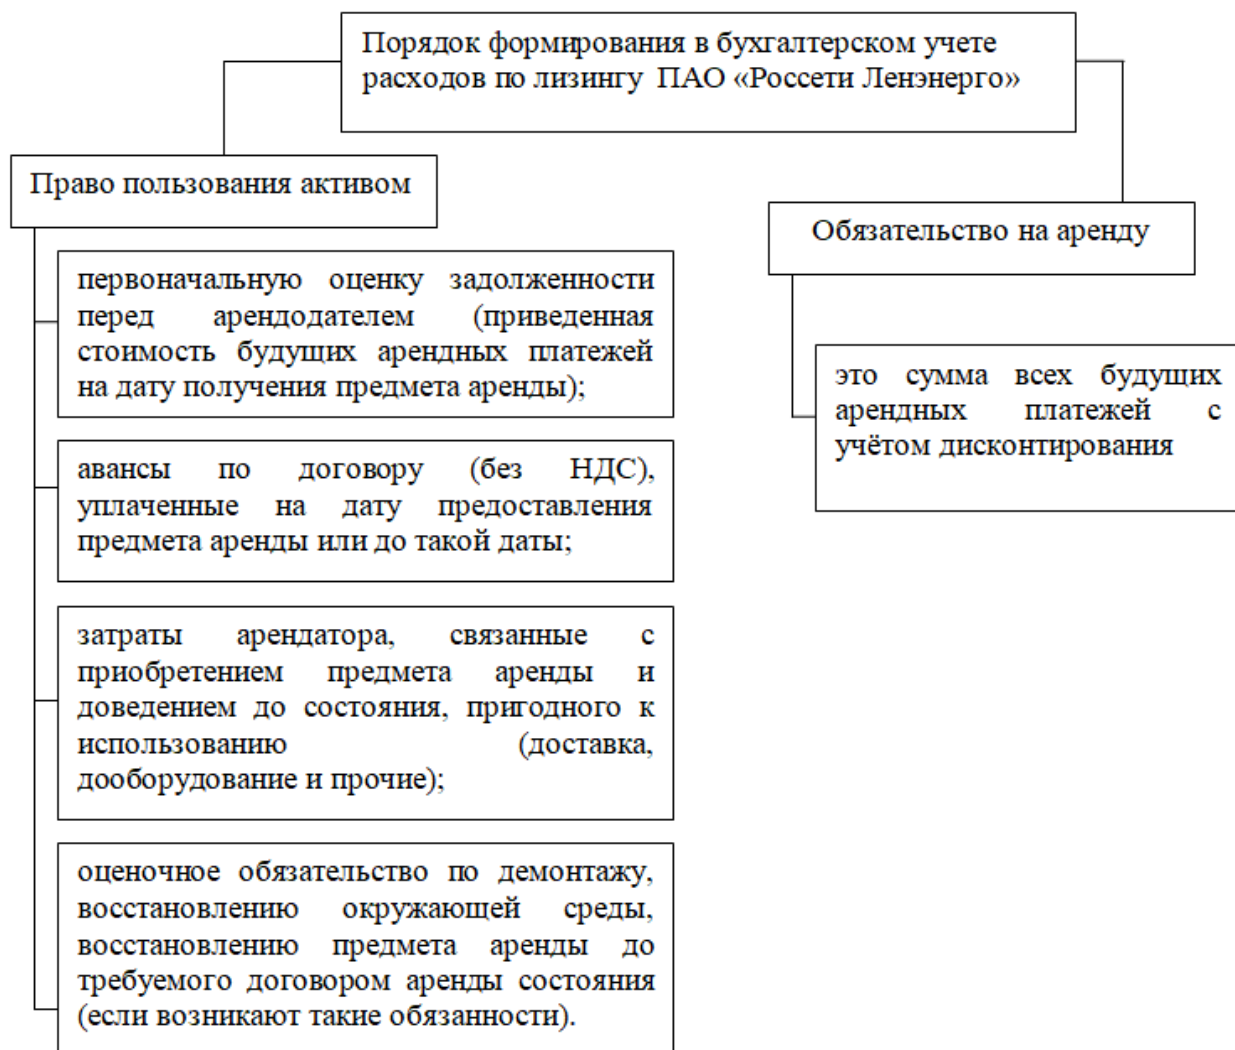 Порядок формирования в бухгалтерском учете
расходов по лизингу ПАО «Россети Ленэнерго»
Право пользования активом
первоначальную оценку задолженности
перед арендодателем (приведенная
стоимость будущих арендных платежей
на дату получения предмета аренды);
авансы по договору (без НДС),
уплаченные на дату предоставления
предмета аренды или до такой даты;
затраты арендатора, связанные с
приобретением предмета аренды и
доведением до состояния, пригодного к
использованию (доставка,
дооборудование и прочие);
оценочное обязательство по демонтажу,
восстановлению окружающей среды,
восстановлению предмета аренды до
требуемого договором аренды состояния
(если возникают такие обязанности).
Обязательство на аренду
это сумма всех будущих
арендных платежей с
учётом дисконтирования